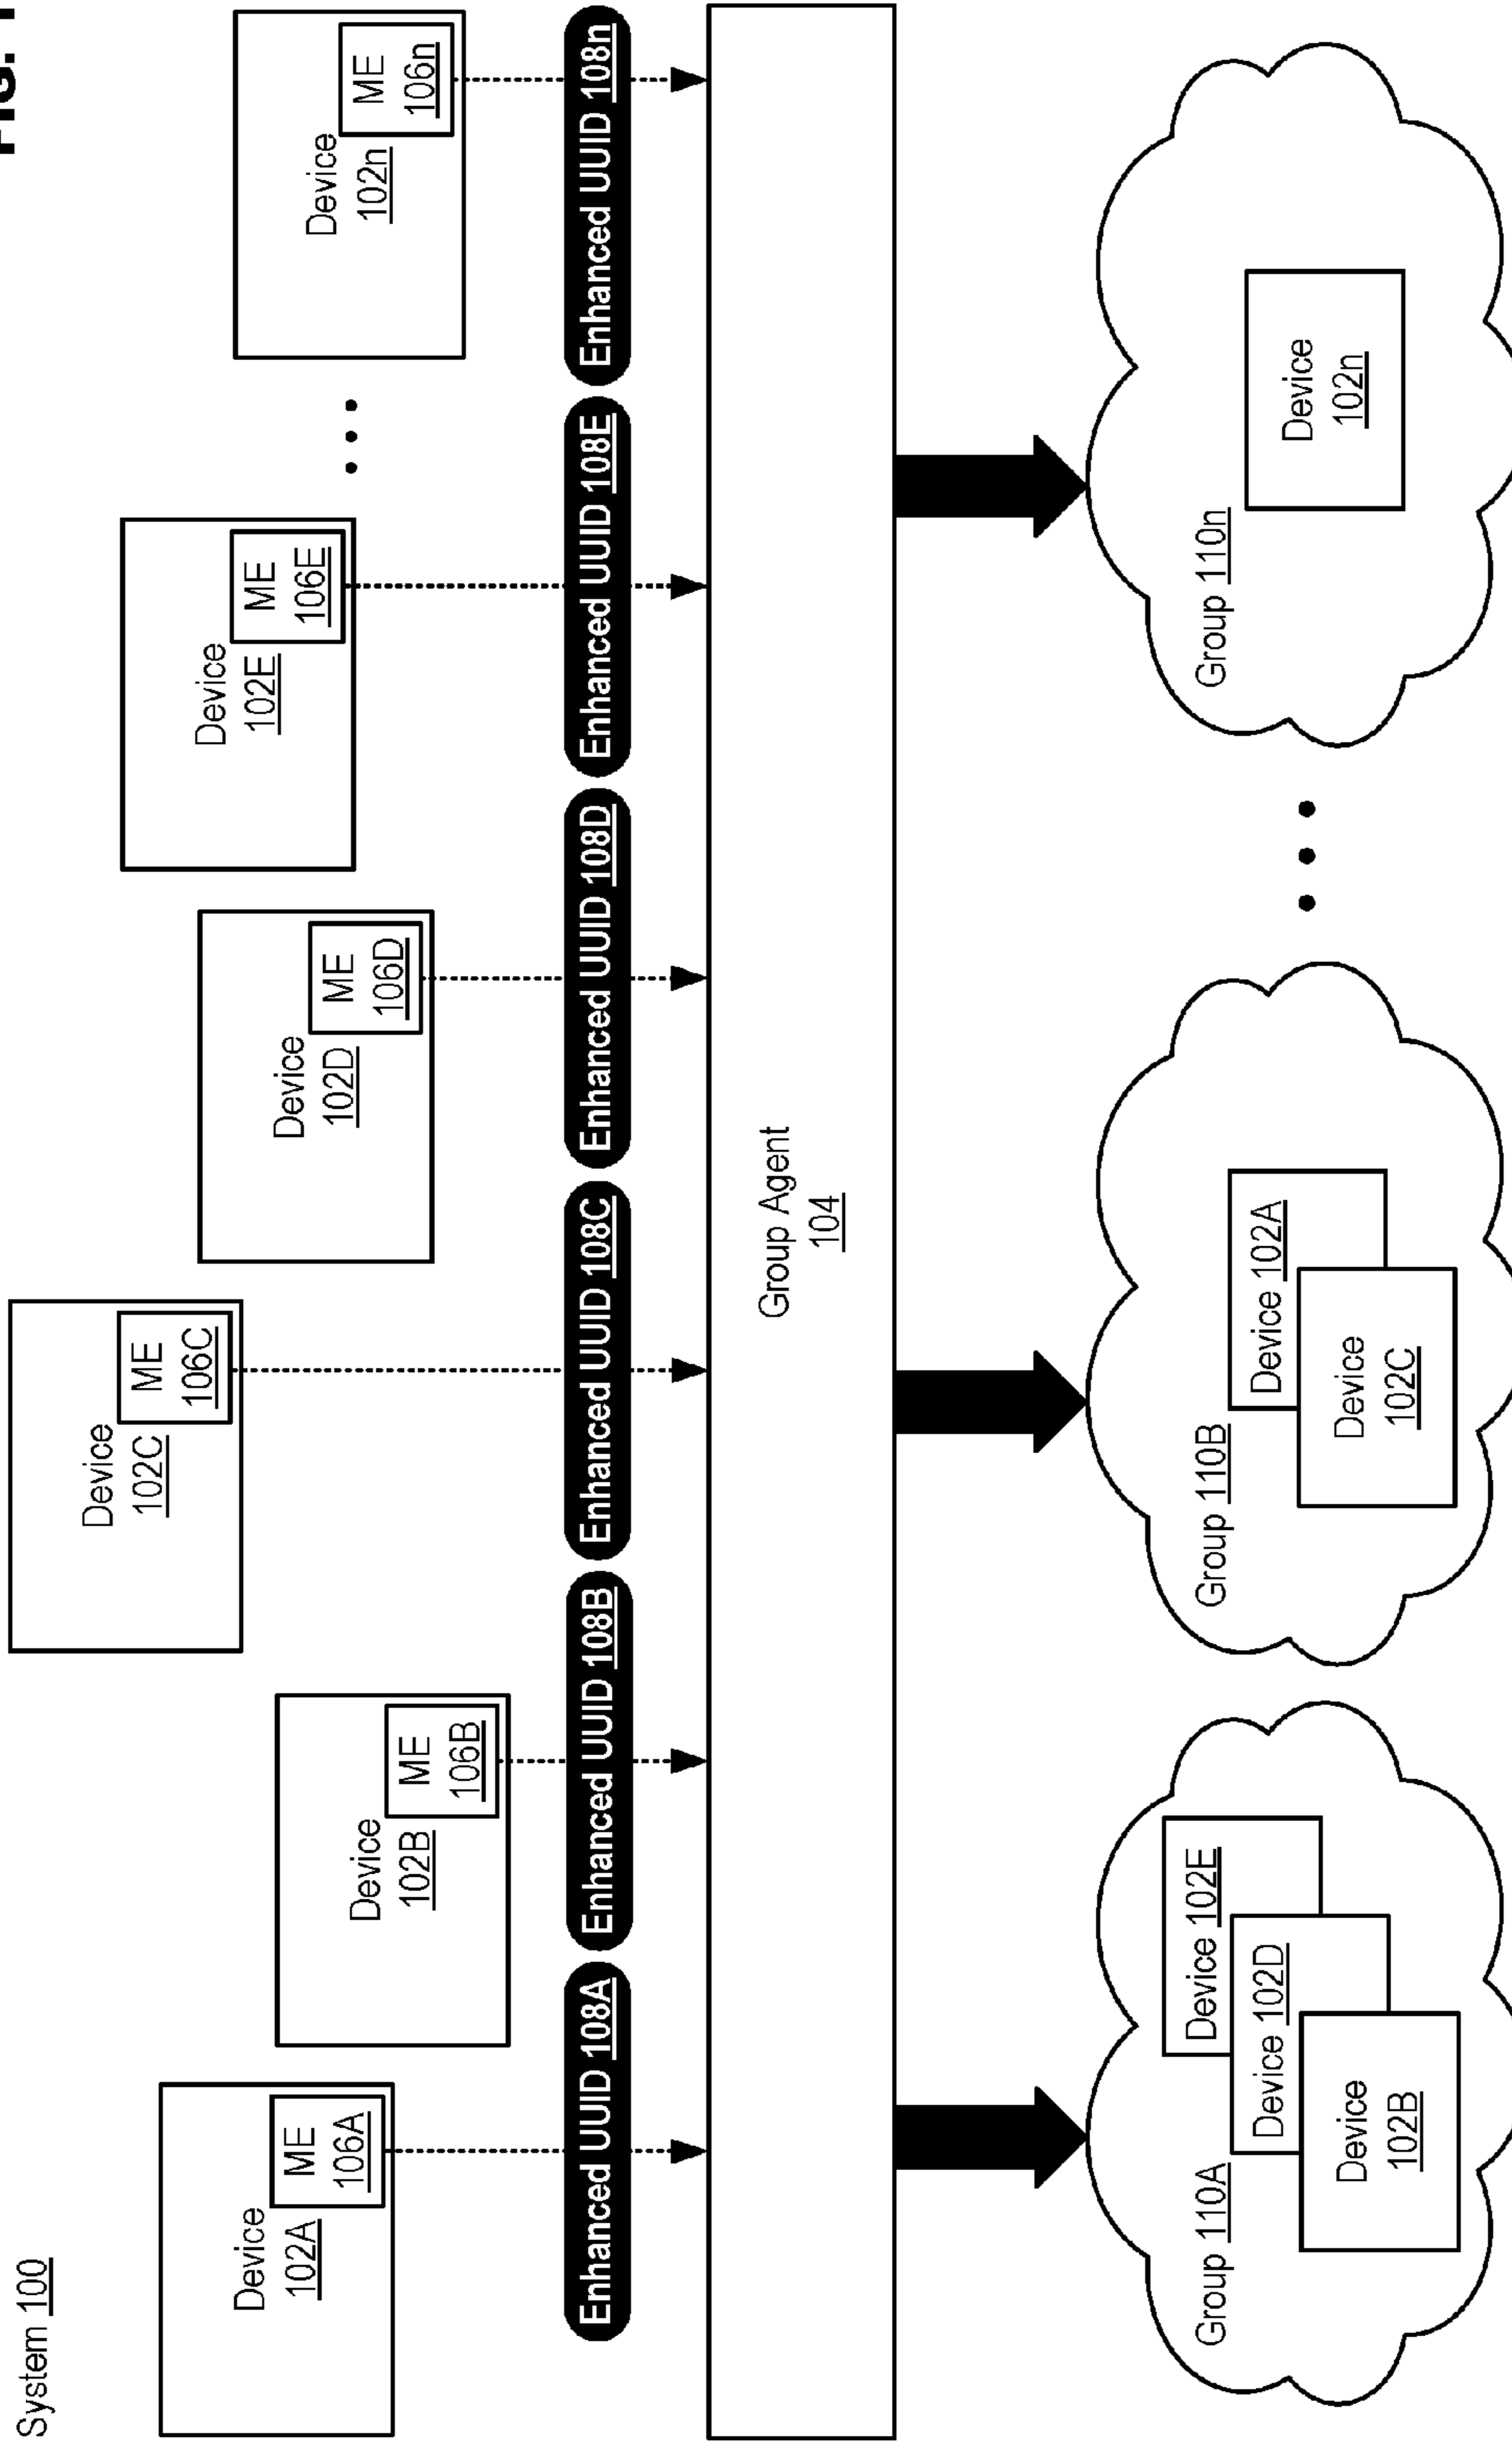 FIG. 1
System 100
Device
102A
ME
106A
Device
102B
ME
106B
Device
102C
ME
106C
Device
102D
ME
106D
Device
102E
ME
106E
Device
102n
ME
106n
Enhanced UUID 108A
Enhanced UUID 108B
Enhanced UUID 108C
Enhanced UUID 108D
Enhanced UUID 108E
Enhanced UUID 108n
Group Agent
104
Group 110A
Device 102E
Device 102D
Device
102B
Group 110B
Device 102A
Device
102C
Group 110n
Device
102n